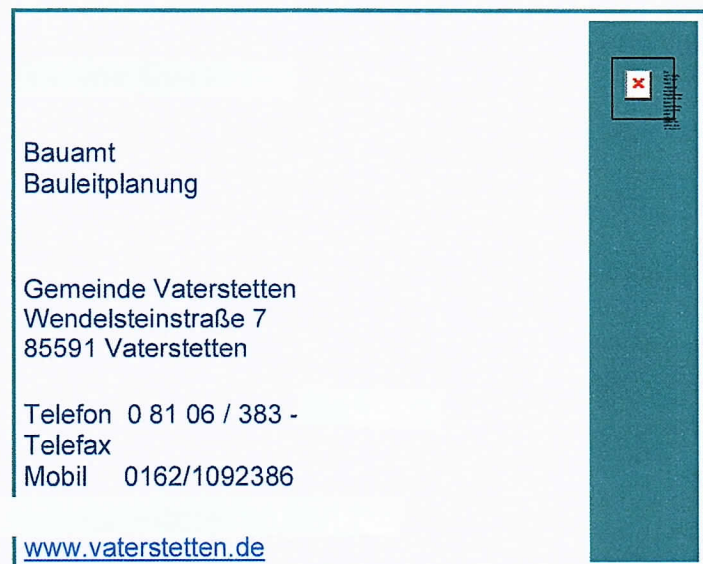 Bauamt
Bauleitplanung
Gemeinde Vaterstetten
Wendelsteinstraße 7
85591 Vaterstetten
Telefon 0 81 06 / 383 -
Telefax
Mobil 0162/1092386
www.vaterstetten.de